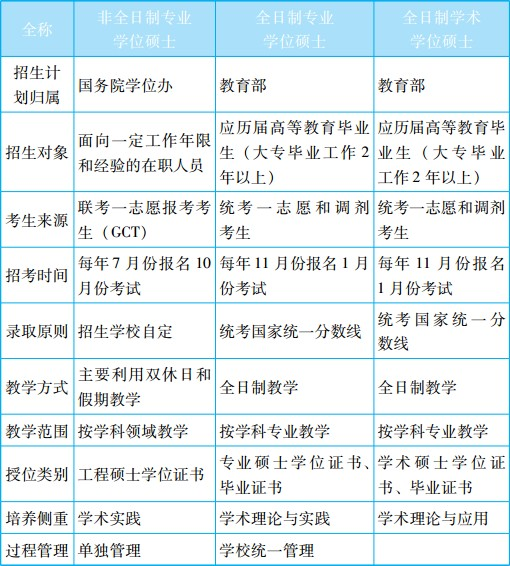 全称 非全日制专业学位硕士 全日制专业学位硕士 全日制学术学位硕士
招生计划归属 国务院学位办 教育部 教育部
招生对象 面向一定工作年限和经验的在职人员 应历届高等教育毕业生（大专毕业工作2年以上） 应历届高等教育毕业生（大专毕业工作2年以上）
考生来源 联考一志愿报考考生（GCT） 统考一志愿和调剂考生 统考一志愿和调剂考生
招考时间 每年7月份报名10月份考试 每年11月份报名1月份考试 每年11月份报名1月份考试
录取原则 招生学校自定 统考国家统一分数线 统考国家统一分数线
教学方式 主要利用双休日和假期教学 全日制教学 全日制教学
教学范围 按学科领域教学 按学科专业教学 按学科专业教学
授位类别 工程硕士学位证书 专业硕士学位证书、毕业证书 学术硕士学位证书、毕业证书
培养侧重 学术实践 学术理论与实践 学术理论与应用
过程管理 单独管理 学校统一管理